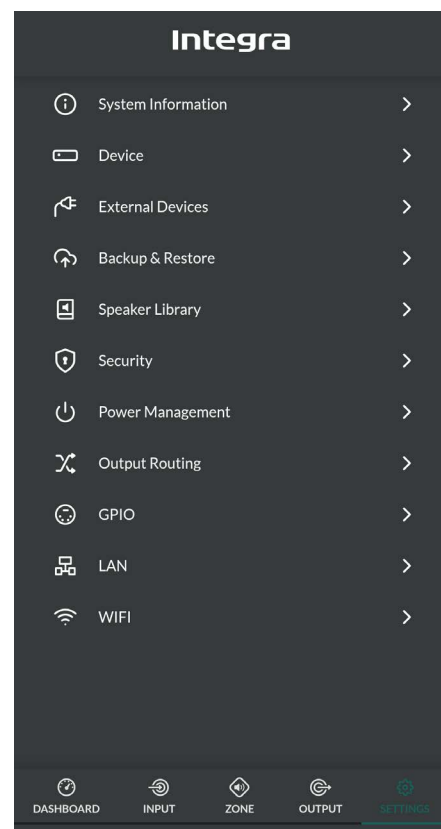 Integra
System Information
Device
External Devices
Backup & Restore
Speaker Library
Security
Power Management
Output Routing
GPIO
LAN
WIFI
DASHBOARD INPUT ZONE OUTPUT SETTINGS